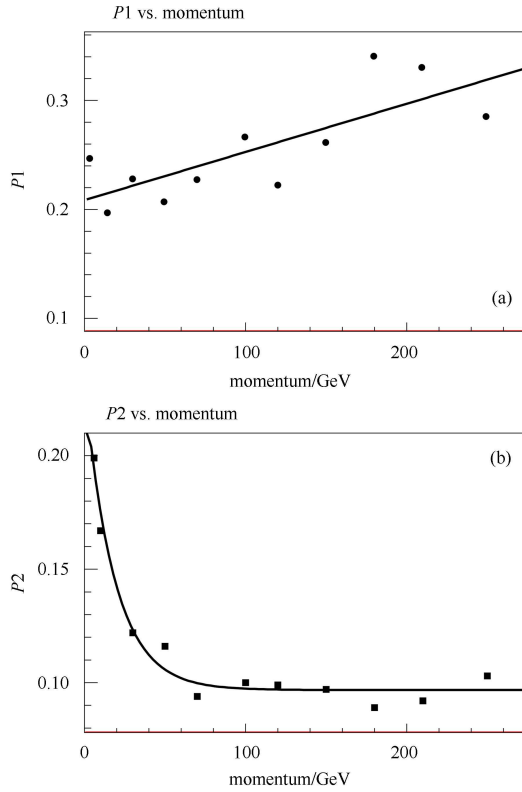 P1 vs. momentum
0.3
0.2
0.1
P1
(a)
0 100 200
momentum/GeV
P2 vs. momentum
0.20
0.15
0.10
P2
(b)
0 100 200
momentum/GeV